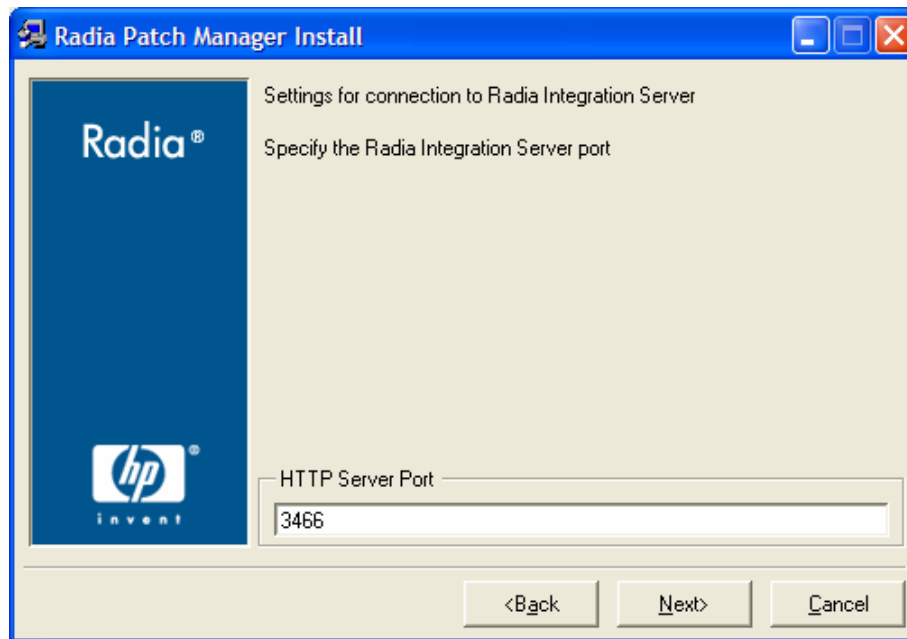 Radia Patch Manager Install
Settings for connection to Radia Integration Server
Radia®
Specify the Radia Integration Server port
hp®
invent
HTTP Server Port
3466
<Back
Next>
Cancel